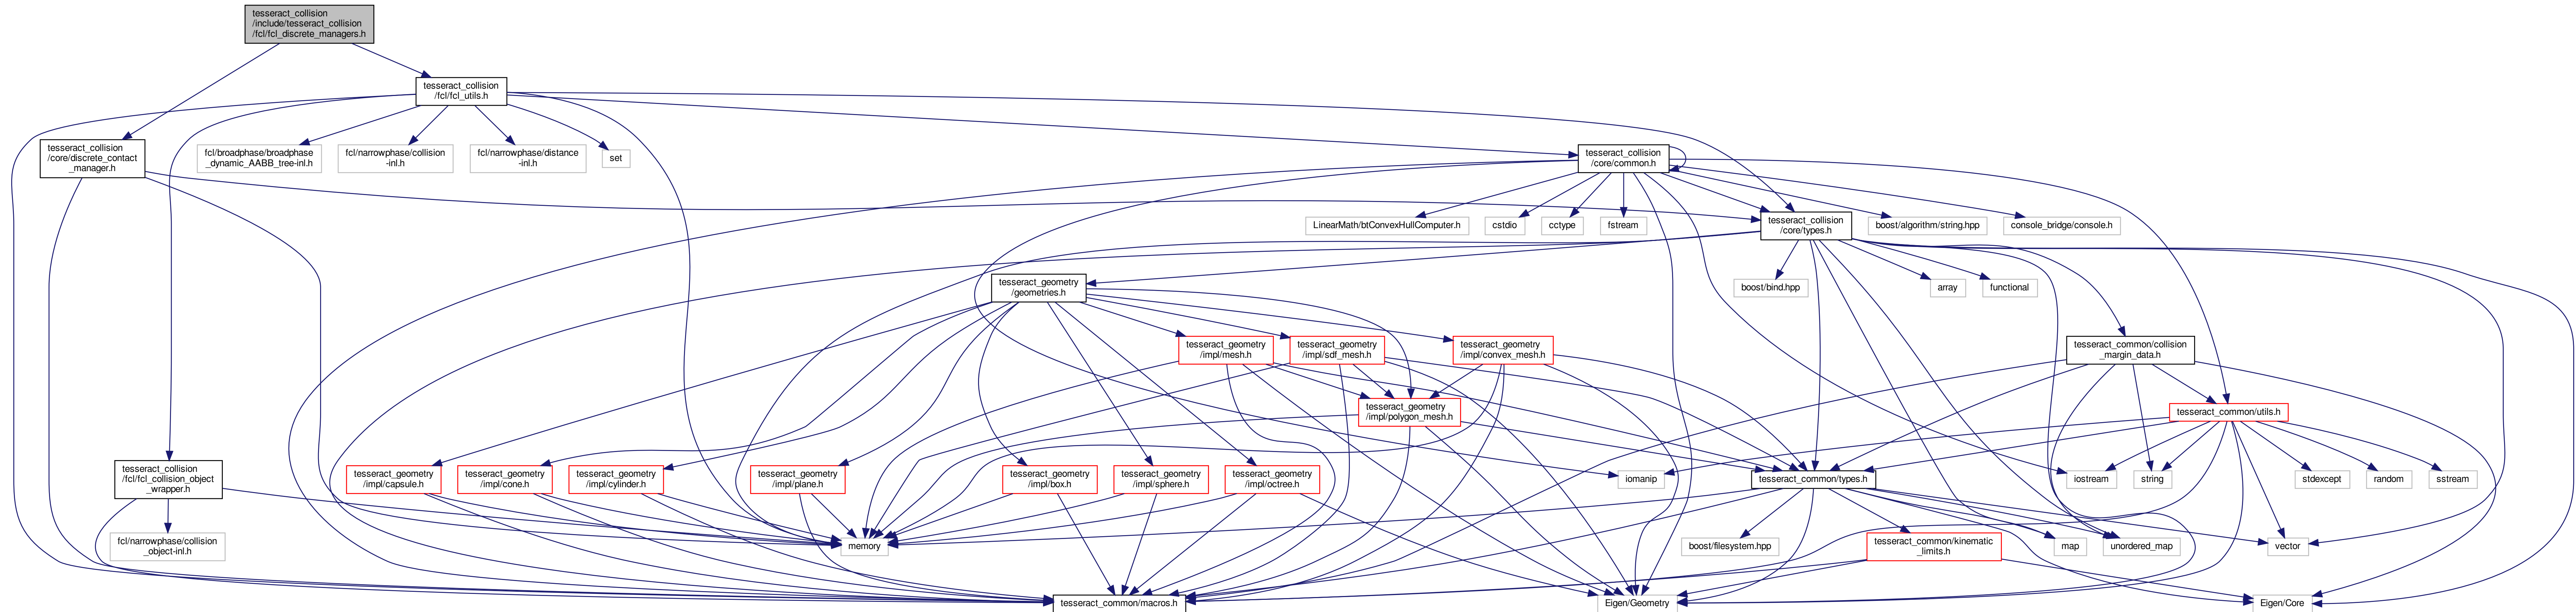 tesseract_collision
/include/tesseract_collision
/fcl/fcl_discrete_managers.h
tesseract_collision
/fcl/fcl_utils.h
tesseract_collision
/core/discrete_contact
_manager.h
fcl/broadphase/broadphase
_dynamic_AABB_tree-inl.h
fcl/narrowphase/collision
-inl.h
fcl/narrowphase/distance
-inl.h
set
tesseract_collision
/core/common.h
LinearMath/btConvexHullComputer.h
cstdio
cctype
fstream
tesseract_collision
/core/types.h
boost/algorithm/string.hpp
console_bridge/console.h
tesseract_geometry
/geometries.h
boost/bind.hpp
array
functional
tesseract_geometry
/impl/mesh.h
tesseract_geometry
/impl/sdf_mesh.h
tesseract_geometry
/impl/convex_mesh.h
tesseract_common/collision
_margin_data.h
tesseract_geometry
/impl/polygon_mesh.h
tesseract_common/utils.h
tesseract_collision
/fcl/fcl_collision_object
_wrapper.h
tesseract_geometry
/impl/capsule.h
tesseract_geometry
/impl/cone.h
tesseract_geometry
/impl/cylinder.h
tesseract_geometry
/impl/plane.h
tesseract_geometry
/impl/box.h
tesseract_geometry
/impl/sphere.h
tesseract_geometry
/impl/octree.h
iomanip
tesseract_common/types.h
iostream
string
stdexcept
random
sstream
fcl/narrowphase/collision
_object-inl.h
memory
boost/filesystem.hpp
tesseract_common/kinematic
_limits.h
map
unordered_map
vector
tesseract_common/macros.h
Eigen/Geometry
Eigen/Core